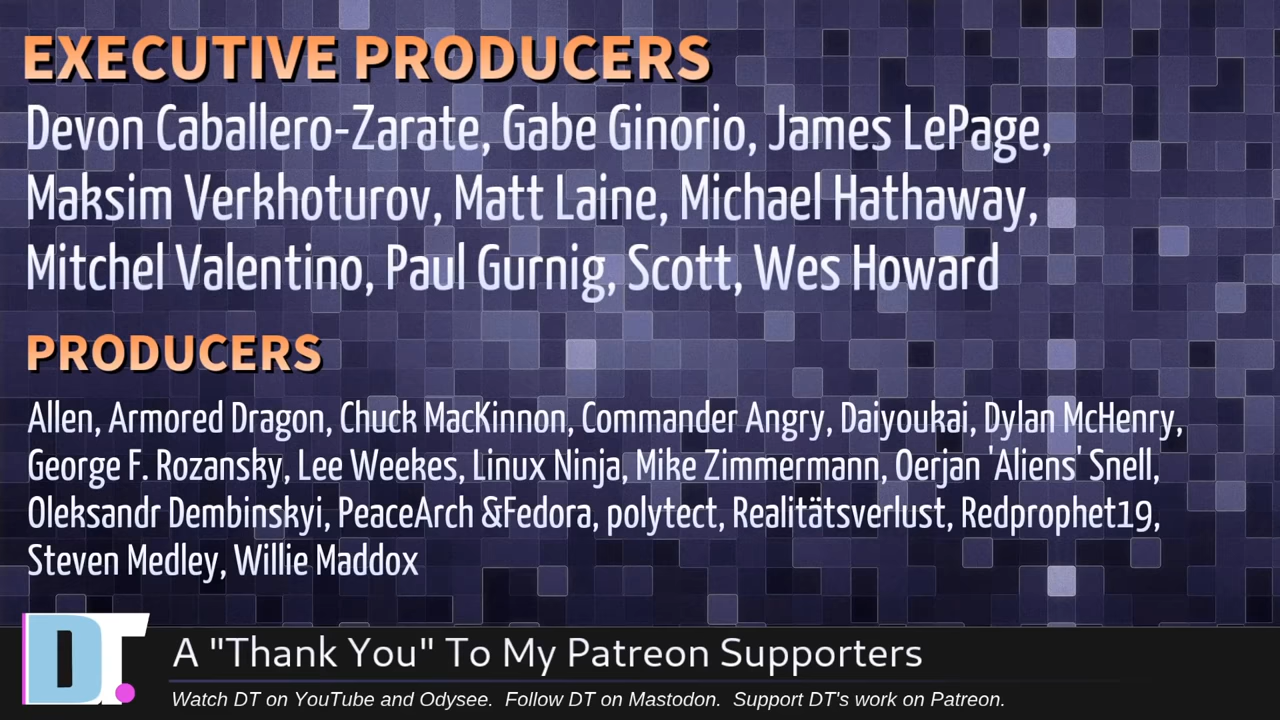 EXECUTIVE PRODUCERS
Devon Caballero-Zarate, Gabe Ginorio, James LePage,
Maksim Verkhoturov, Matt Laine, Michael Hathaway,
Mitchel Valentino, Paul Gurnig, Scott, Wes Howard
PRODUCERS
Allen, Armored Dragon, Chuck MacKinnon, Commander Angry, Daiyoukai, Dylan McHenry,
George F. Rozansky, Lee Weekes, Linux Ninja, Mike Zimmermann, Oerjan 'Aliens' Snell,
Oleksandr Dembinskyi, PeaceArch &Fedora, polytect, Realitätsverlust, Redprophet19,
Steven Medley, Willie Maddox
DT.
A "Thank You" To My Patreon Supporters
Watch DT on YouTube and Odysee. Follow DT on Mastodon. Support DT's work on Patreon.